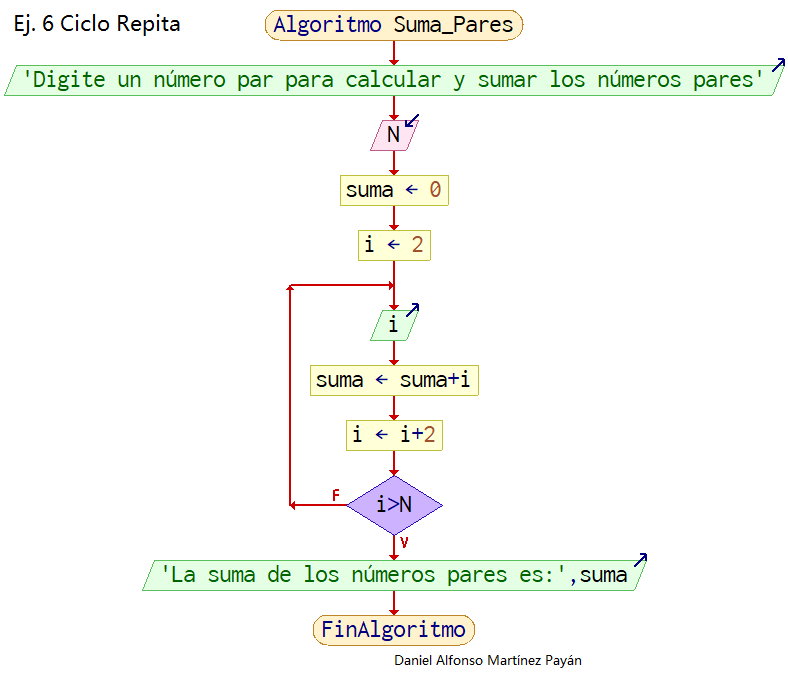 Ej. 6 Ciclo Repita
Algoritmo Suma_Pares
'Digite un número par para calcular y sumar los números pares'
N
suma ← 0
i ← 2
i
suma ← suma+i
i ← i+2
F
i>N
V
'La suma de los números pares es:',suma
FinAlgoritmo
Daniel Alfonso Martínez Payán